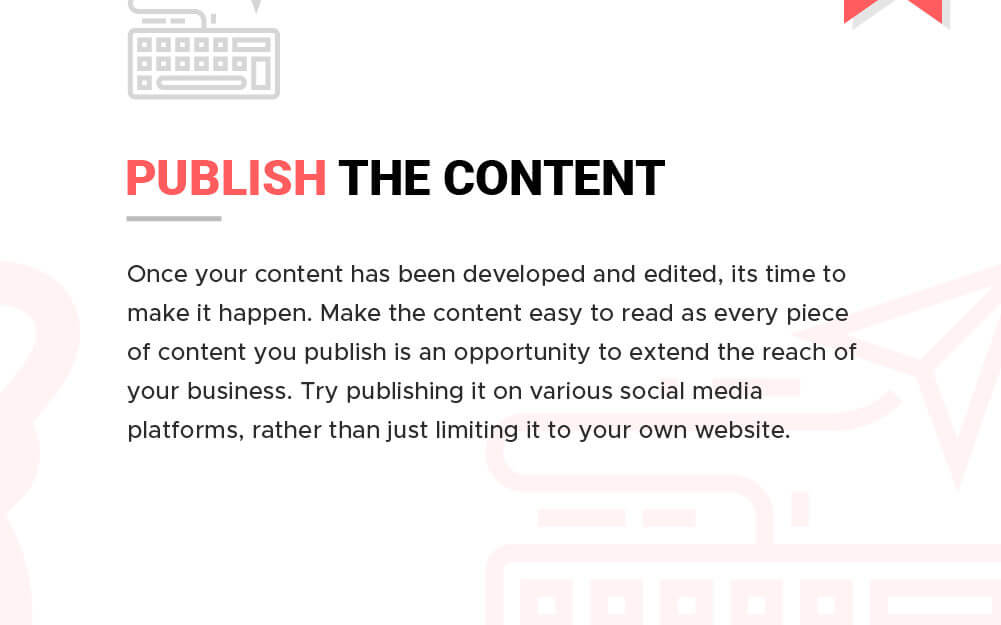 PUBLISH THE CONTENT
Once your content has been developed and edited, its time to
make it happen. Make the content easy to read as every piece
of content you publish is an opportunity to extend the reach of
your business. Try publishing it on various social media
platforms, rather than just limiting it to your own website.